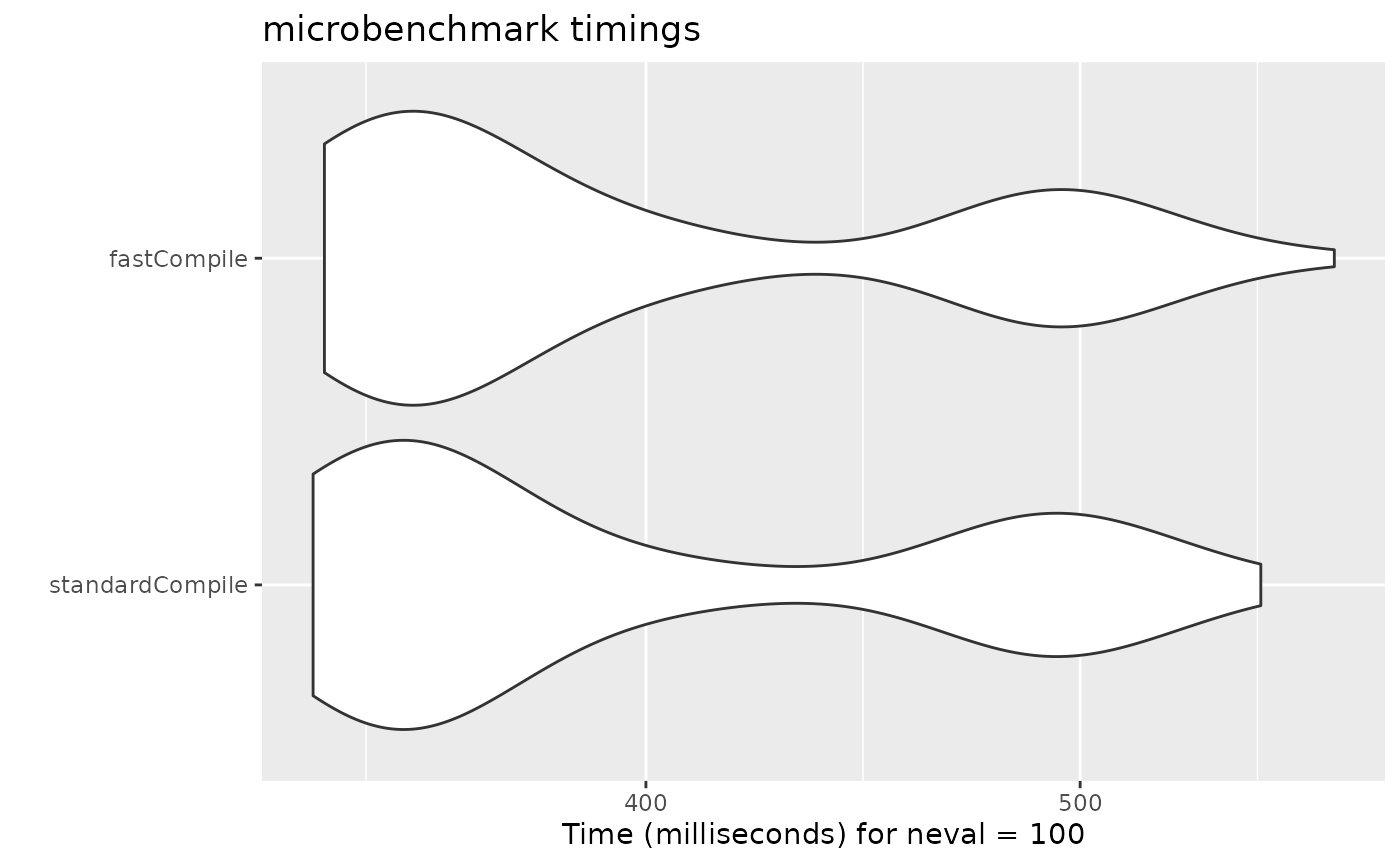 microbenchmark timings
fastCompile
standardCompile
400 500
Time (milliseconds) for neval = 100